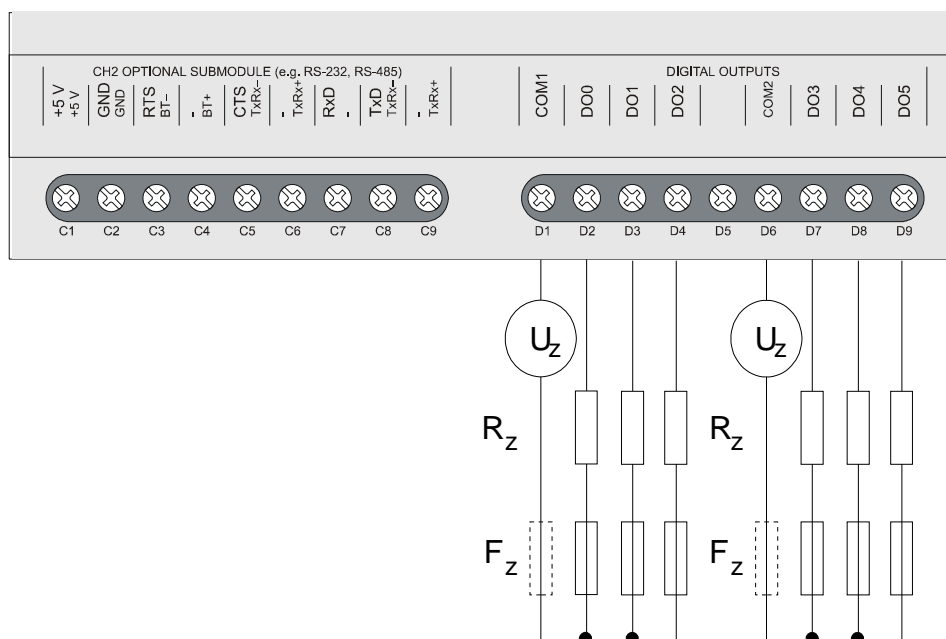 CH2 OPTIONAL SUBMODULE (e.g. RS-232, RS-485)
+5 V
+5 V
GND
GND
RTS
BT–
-
BT+
CTS
TxRx–
-
TxRx+
RxD
-
TxD
TxRx–
-
TxRx+
DIGITAL OUTPUTS
COM1
DO0
DO1
DO2
COM2
DO3
DO4
DO5
C1 C2 C3 C4 C5 C6 C7 C8 C9 D1 D2 D3 D4 D5 D6 D7 D8 D9
Uz Uz
Rz Rz
Fz Fz